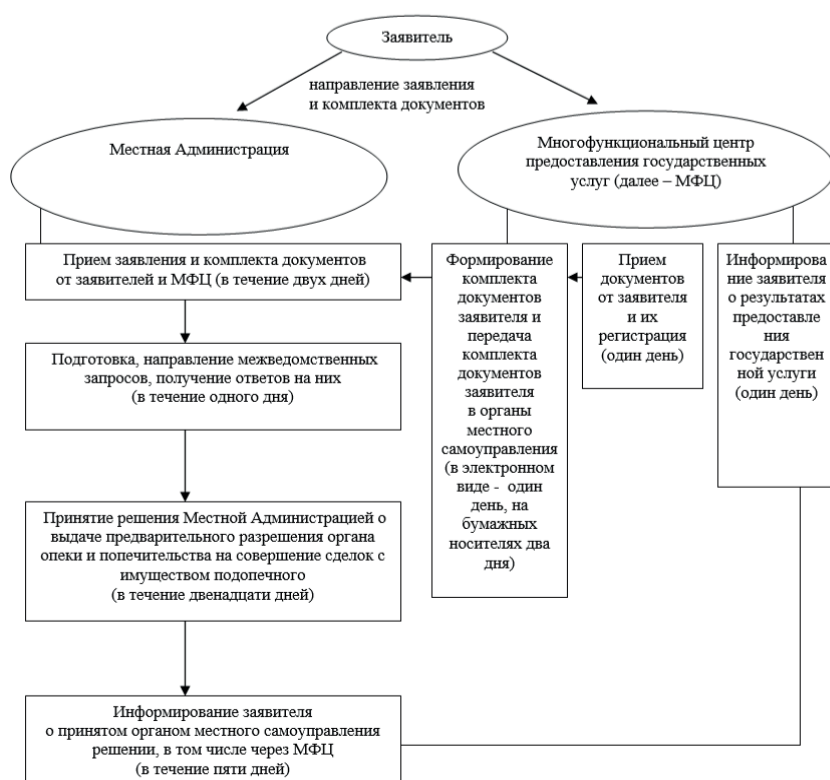 Заявитель
направление заявления
и комплекта документов
Местная Администрация
Многофункциональный центр
предоставления государственных
услуг (далее – МФЦ)
Прием заявления и комплекта документов
от заявителей и МФЦ (в течение двух дней)
Формирование
комплекта
документов
заявителя и
передача
комплекта
документов
заявителя
в органы
местного
самоуправления
(в электронном
виде - один
день, на
бумажных
носителях два
дня)
Прием
документов
от заявителя
и их
регистрация
(один день)
Информирова
ние заявителя
о результатах
предоставле
ния
государствен
ной услуги
(один день)
Подготовка, направление межведомственных
запросов, получение ответов на них
(в течение одного дня)
Принятие решения Местной Администрацией о
выдаче предварительного разрешения органа
опеки и попечительства на совершение сделок с
имуществом подопечного
(в течение двенадцати дней)
Информирование заявителя
о принятом органом местного самоуправления
решении, в том числе через МФЦ
(в течение пяти дней)